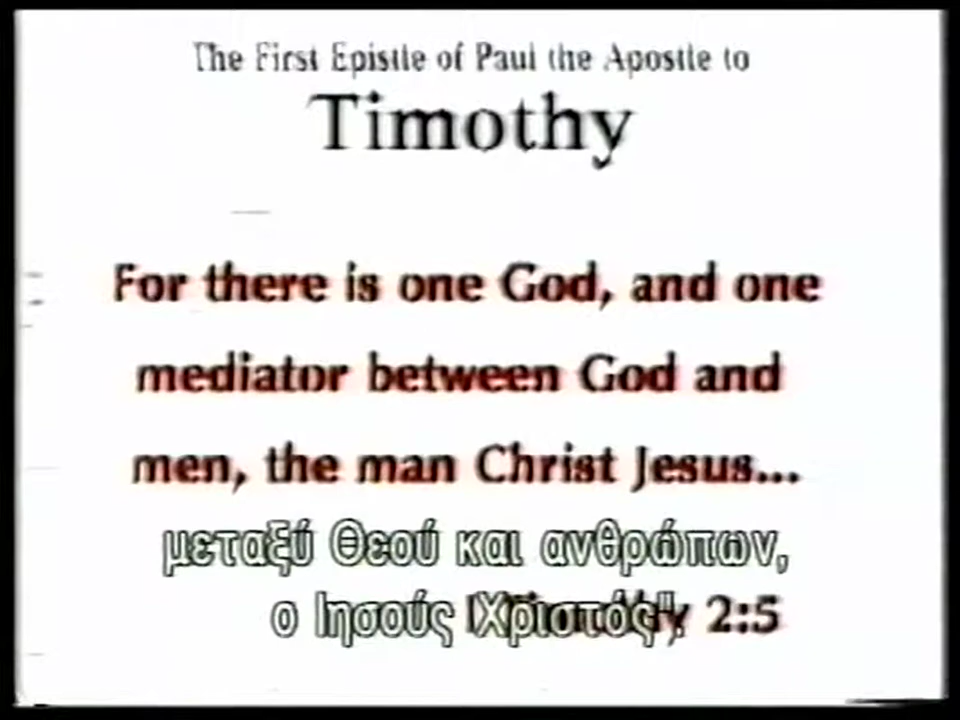 The First Epistle of Paul the Apostle to
Timothy
For there is one God, and one
mediator between God and
men, the man Christ Jesus...
μεταξύ Θεού και ανθρώπων,
ο Ιησούς Χριστός".
2:5